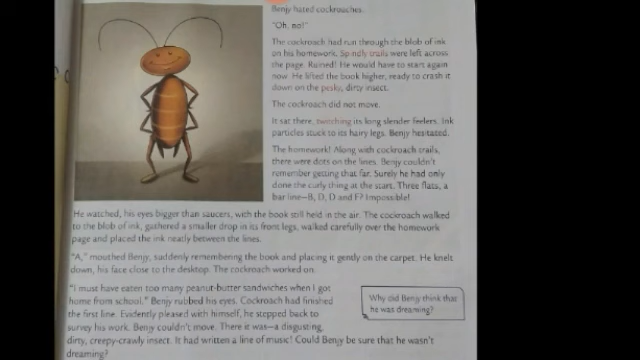 Benjy hated cockroaches.
"Oh, no!"
The cockroach had run through the blob of ink
on his homework. Spindly trails were left across
the page. Ruined! He would have to start again
now. He lifted the book higher, ready to crash it
down on the pesky, dirty insect.
The cockroach did not move.
It sat there, twitching its long slender feelers. Ink
particles stuck to its hairy legs. Benjy hesitated.
The homework! Along with cockroach trails,
there were dots on the lines. Benjy couldn't
remember getting that far. Surely he had only
done the curly thing at the start. Three flats, a
bar line—B, D, D and F? Impossible!
He watched, his eyes bigger than saucers, with the book still held in the air. The cockroach walked
to the blob of ink, gathered a smaller drop in its front legs, walked carefully over the homework
page and placed the ink neatly between the lines.
"A," mouthed Benjy, suddenly remembering the book and placing it gently on the carpet. He knelt
down, his face close to the desktop. The cockroach worked on.
"I must have eaten too many peanut-butter sandwiches when I got
home from school." Benjy rubbed his eyes. Cockroach had finished
the first line. Evidently pleased with himself, he stepped back to
survey his work. Benjy couldn't move. There it was—a disgusting,
dirty, creepy-crawly insect. It had written a line of music! Could Benjy be sure that he wasn't
dreaming?
Why did Benjy think that
he was dreaming?